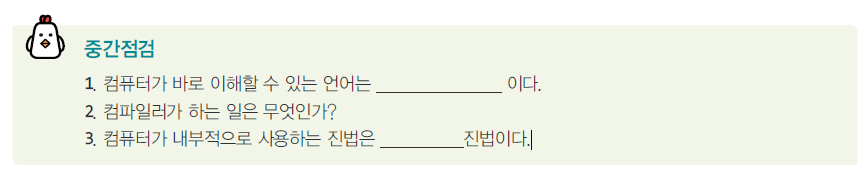 중간점검
1. 컴퓨터가 바로 이해할 수 있는 언어는 ____________ 이다.
2. 컴파일러가 하는 일은 무엇인가?
3. 컴퓨터가 내부적으로 사용하는 진법은 ________진법이다.